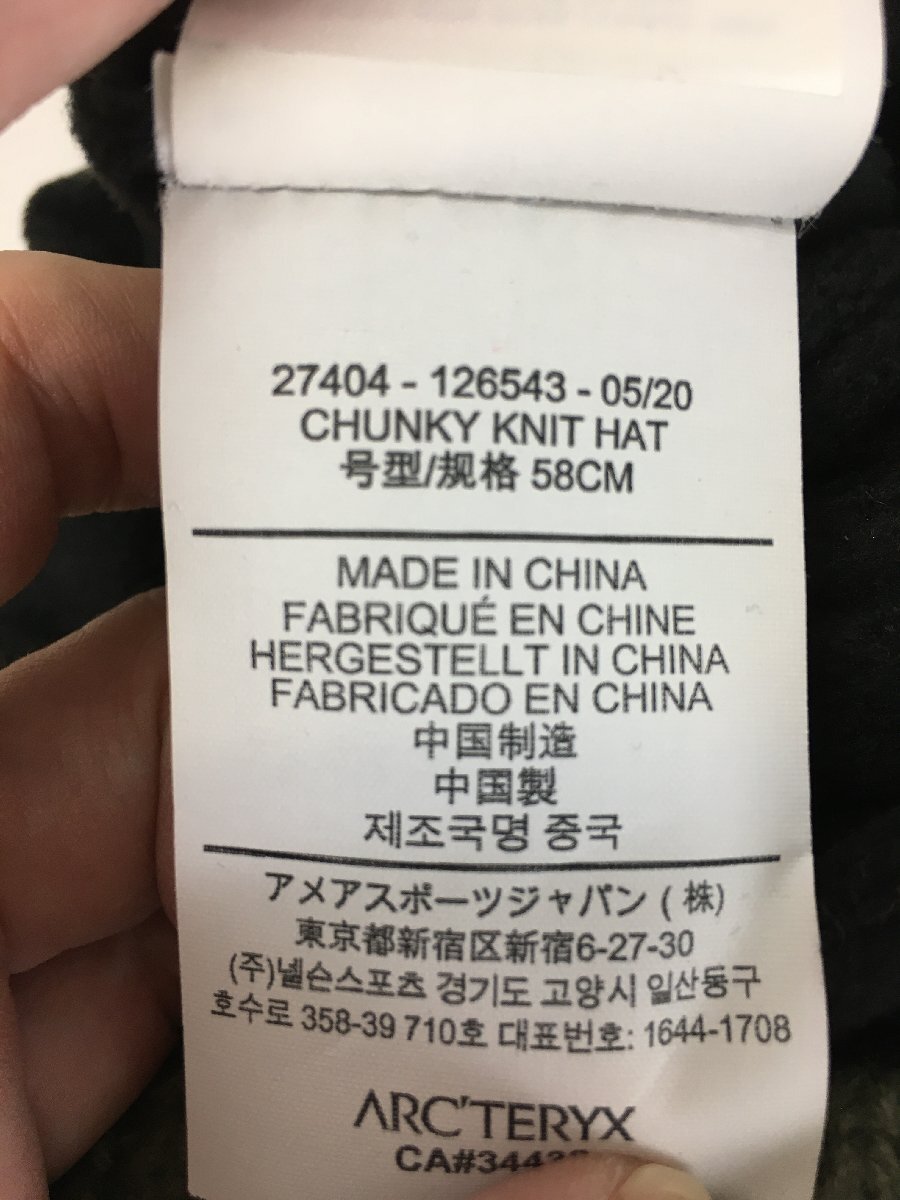 27404 - 126543 - 05/20
CHUNKY KNIT HAT
号型/规格 58CM
MADE IN CHINA
FABRIQUÉ EN CHINE
HERGESTELLT IN CHINA
FABRICADO EN CHINA
中国制造
中国製
제조국명 중국
アメアスポーツジャパン ( 株)
東京都新宿区新宿6-27-30
(주)넬슨스포츠 경기도 고양시 일산동구
호수로 358-39 710호 대표번호: 1644-1708
ARC'TERYX